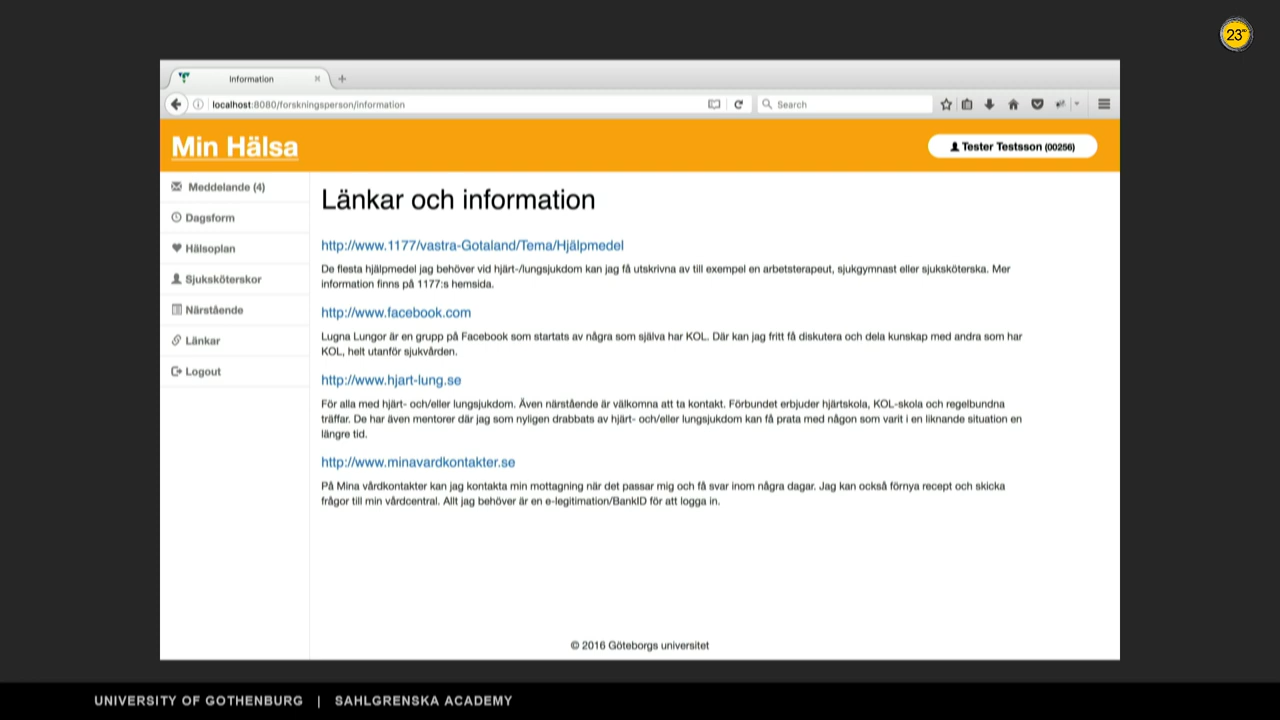 23
Information
localhost:8080/forskningsperson/information
Search
Min Hälsa
Tester Testsson (00256)
Meddelande (4)
Dagsform
Hälsoplan
Sjuksköterskor
Närstående
Länkar
Logout
Länkar och information
http://www.1177/vastra-Gotaland/Tema/Hjälpmedel
De flesta hjälpmedel jag behöver vid hjärt-/lungsjukdom kan jag få utskrivna av till exempel en arbetsterapeut, sjukgymnast eller sjuksköterska. Mer
information finns på 1177:s hemsida.
http://www.facebook.com
Lugna Lungor är en grupp på Facebook som startats av några som själva har KOL. Där kan jag fritt få diskutera och dela kunskap med andra som har
KOL, helt utanför sjukvården.
http://www.hjart-lung.se
För alla med hjärt- och/eller lungsjukdom. Även närstående är välkomna att ta kontakt. Förbundet erbjuder hjärtskola, KOL-skola och regelbundna
träffar. De har även mentorer där jag som nyligen drabbats av hjärt- och/eller lungsjukdom kan få prata med någon som varit i en liknande situation en
längre tid.
http://www.minavardkontakter.se
På Mina vårdkontakter kan jag kontakta min mottagning när det passar mig och få svar inom några dagar. Jag kan också förnya recept och skicka
frågor till min vårdcentral. Allt jag behöver är en e-legitimation/BankID för att logga in.
© 2016 Göteborgs universitet
UNIVERSITY OF GOTHENBURG | SAHLGRENSKA ACADEMY